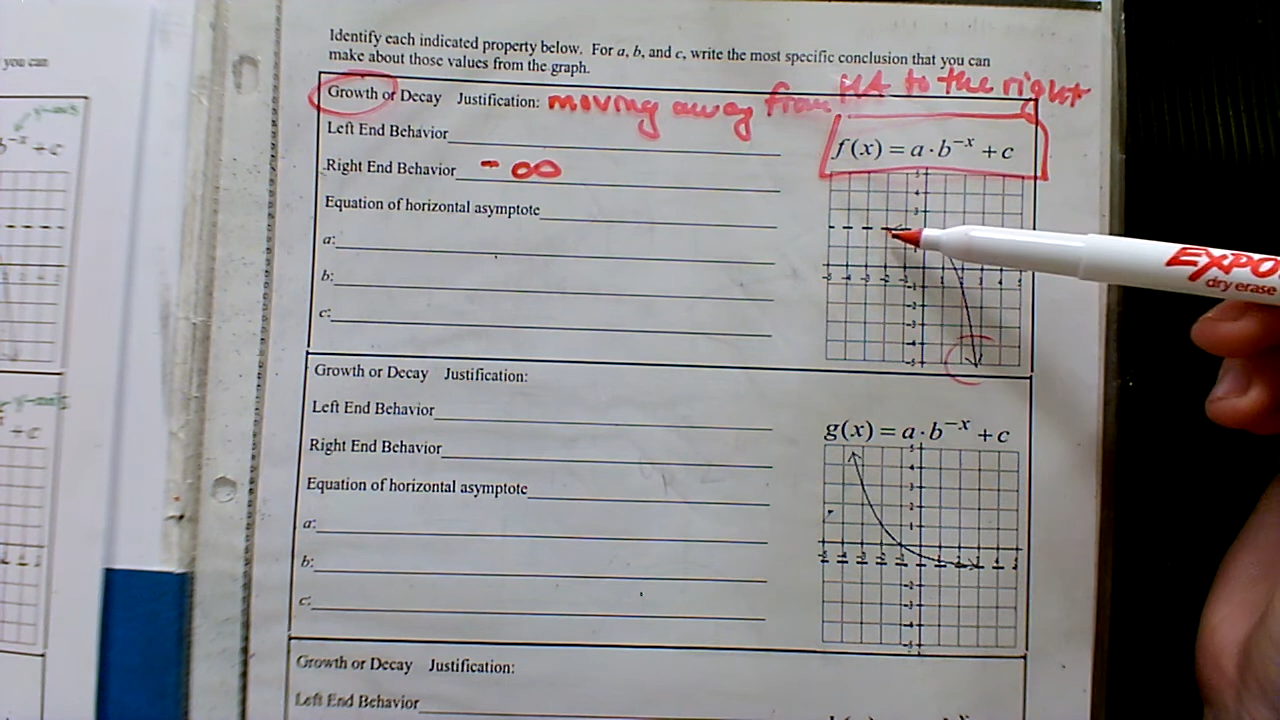 Identify each indicated property below. For a, b, and c, write the most specific conclusion that you can
make about those values from the graph.
you can
Growth or Decay Justification: moving away from HA to the right
Left End Behavior
f(x) = a · b^{-x} + c
Right End Behavior - ∞
Equation of horizontal asymptote
a:
b:
c:
EXPO
dry erase
Growth or Decay Justification:
Left End Behavior
g(x) = a · b^{-x} + c
Right End Behavior
Equation of horizontal asymptote
a:
b:
c:
Growth or Decay Justification:
Left End Behavior